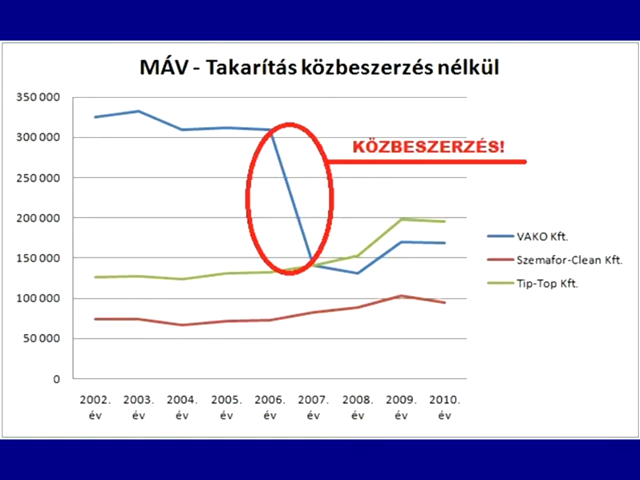 MÁV - Takarítás közbeszerzés nélkül
350 000
300 000
250 000
200 000
150 000
100 000
50 000
0
KÖZBESZERZÉS!
VAKO Kft.
Szemafor-Clean Kft.
Tip-Top Kft.
2002. 2003. 2004. 2005. 2006. 2007. 2008. 2009. 2010.
év év év év év év év év év